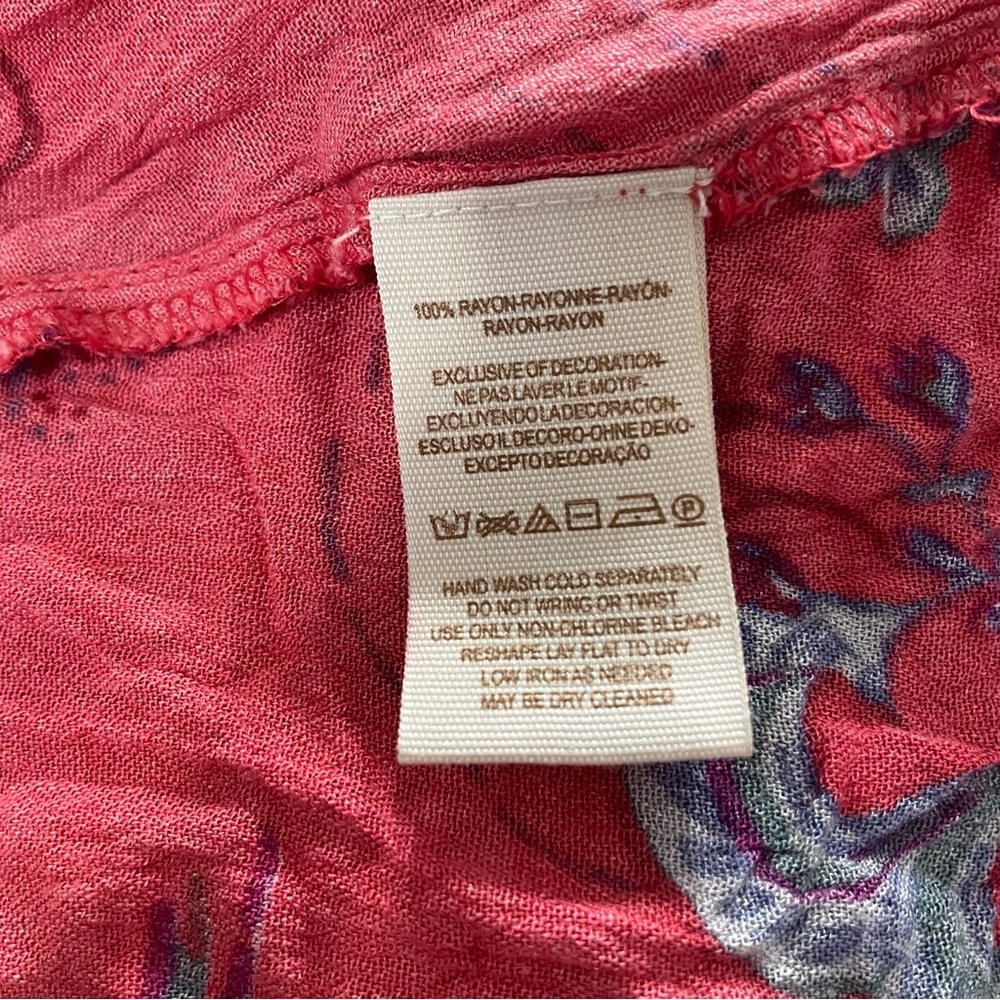 100% RAYON-RAYONNE-RAYÓN-
RAYON-RAYON
EXCLUSIVE OF DECORATION-
NE PAS LAVER LE MOTIF-
EXCLUYENDO LA DECORACION-
ESCLUSO IL DECORO-OHNE DEKO-
EXCEPTO DECORAÇÃO
P
HAND WASH COLD SEPARATELY
DO NOT WRING OR TWIST
USE ONLY NON-CHLORINE BLEACH
RESHAPE LAY FLAT TO DRY
LOW IRON AS NEEDED
MAY BE DRY CLEANED